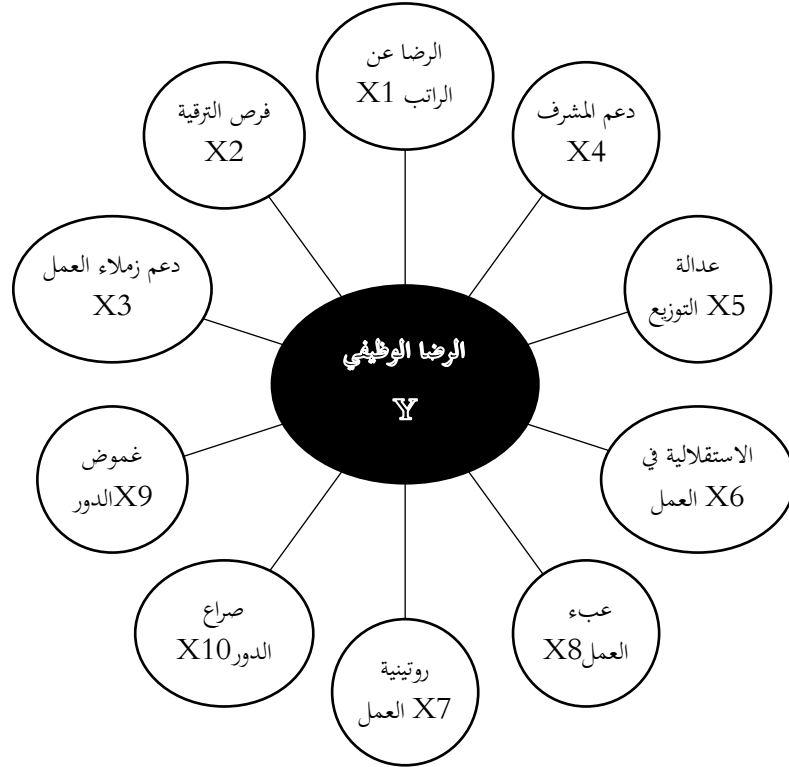 الرضا عن
الراتب X1
دعم المشرف
X4
فرص الترقية
X2
عدالة
التوزيع X5
دعم زملاء العمل
X3
الرضا الوظيفي
Y
الاستقلالية في
العمل X6
غموض
الدورX9
عبء
العملX8
صراع
الدورX10
روتينية
العمل X7